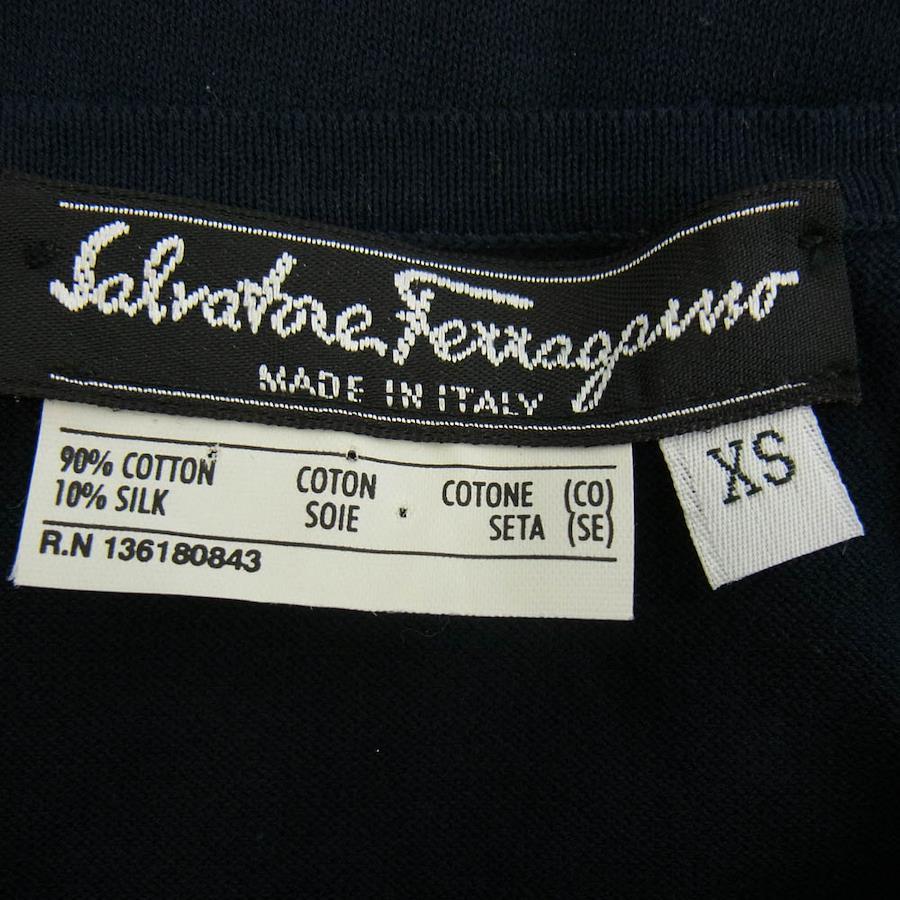 Salvatore Ferragamo
MADE IN ITALY
XS
90% COTTON COTON COTONE (CO)
10% SILK SOIE SETA (SE)
R.N 136180843